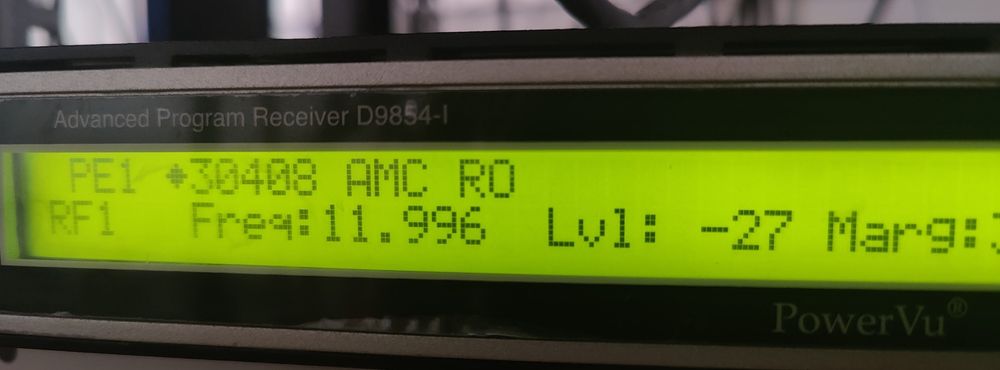 Advanced Program Receiver D9854-I
PE1 ♦30408 AMC RO
RF1 Freq:11.996 Lvl: -27 Marg:
PowerVu®